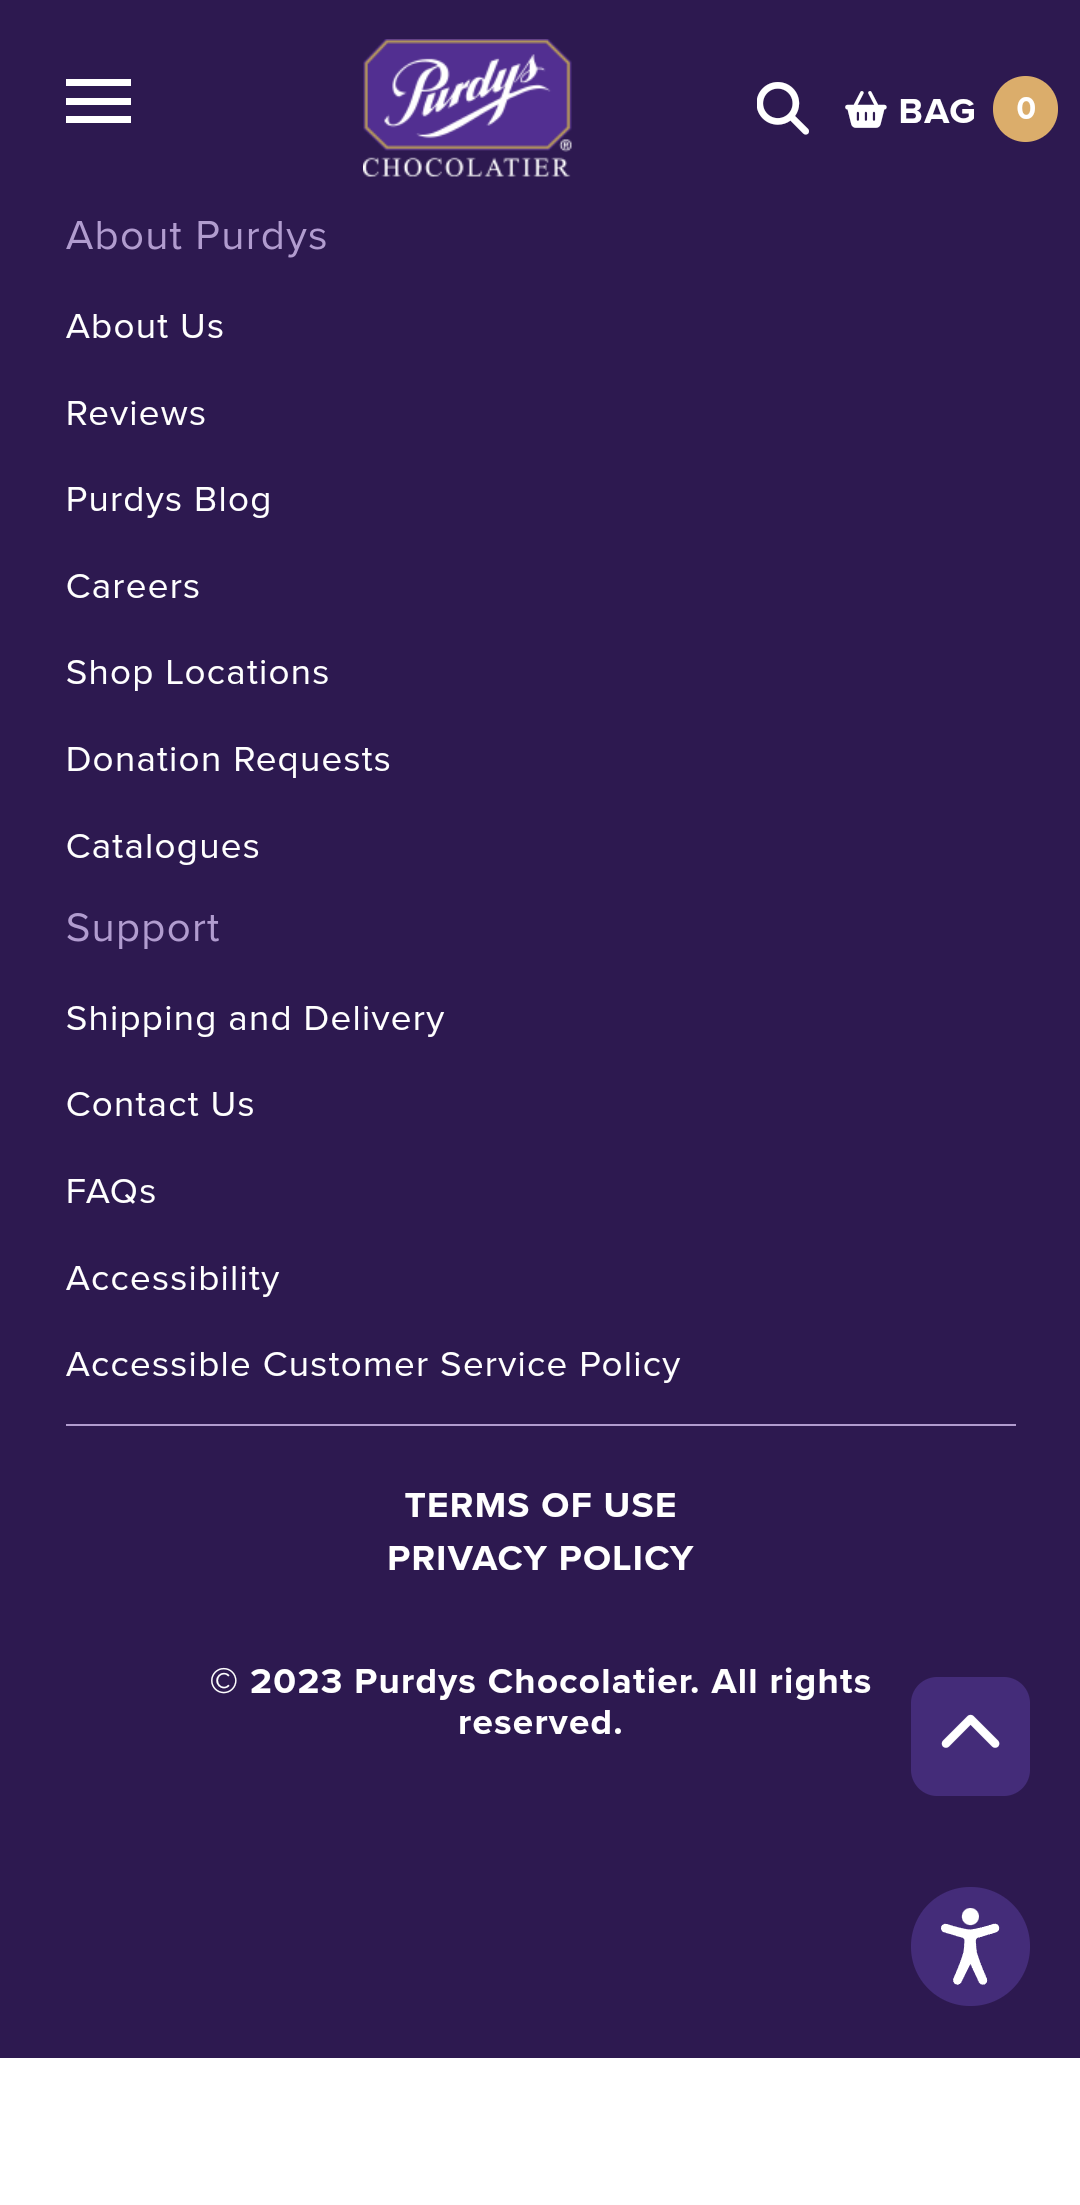 Purdys
®
CHOCOLATIER
BAG 0
About Purdys
About Us
Reviews
Purdys Blog
Careers
Shop Locations
Donation Requests
Catalogues
Support
Shipping and Delivery
Contact Us
FAQs
Accessibility
Accessible Customer Service Policy
TERMS OF USE
PRIVACY POLICY
© 2023 Purdys Chocolatier. All rights
reserved.